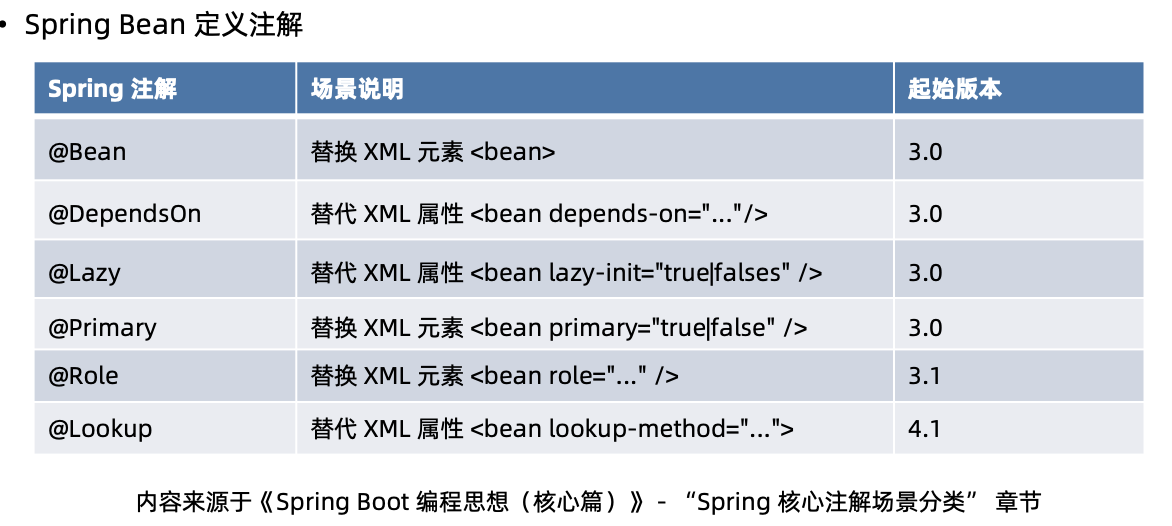 • Spring Bean 定义注解
Spring 注解 场景说明 起始版本
@Bean 替换 XML 元素 <bean> 3.0
@DependsOn 替代 XML 属性 <bean depends-on="..."/> 3.0
@Lazy 替代 XML 属性 <bean lazy-init="true|falses" /> 3.0
@Primary 替换 XML 元素 <bean primary="true|false" /> 3.0
@Role 替换 XML 元素 <bean role="..." /> 3.1
@Lookup 替代 XML 属性 <bean lookup-method="..."> 4.1
内容来源于《Spring Boot 编程思想（核心篇）》 - “Spring 核心注解场景分类” 章节